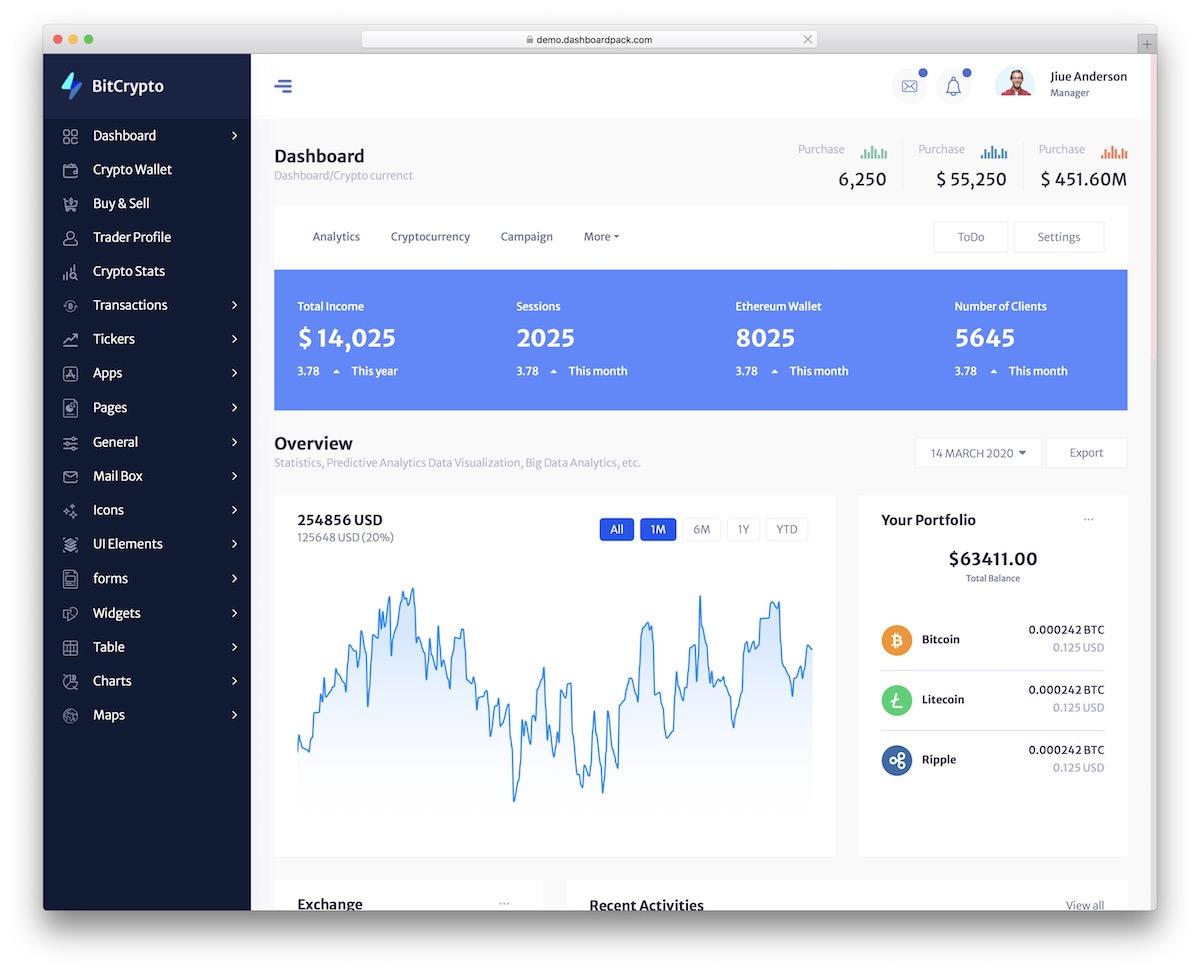 demo.dashboardpack.com
BitCrypto
Dashboard
Crypto Wallet
Buy & Sell
Trader Profile
Crypto Stats
Transactions
Tickers
Apps
Pages
General
Mail Box
Icons
UI Elements
forms
Widgets
Table
Charts
Maps
Jiue Anderson
Manager
Dashboard
Dashboard/Crypto currenct
Purchase
6,250
Purchase
$ 55,250
Purchase
$ 451.60M
Analytics Cryptocurrency Campaign More
ToDo Settings
Total Income
$ 14,025
3.78 This year
Sessions
2025
3.78 This month
Ethereum Wallet
8025
3.78 This month
Number of Clients
5645
3.78 This month
Overview
Statistics, Predictive Analytics Data Visualization, Big Data Analytics, etc.
14 MARCH 2020 Export
254856 USD
125648 USD (20%)
All 1M 6M 1Y YTD
Your Portfolio
$63411.00
Total Balance
Bitcoin
0.000242 BTC
0.125 USD
Litecoin
0.000242 BTC
0.125 USD
Ripple
0.000242 BTC
0.125 USD
Exchange
Recent Activities
View all